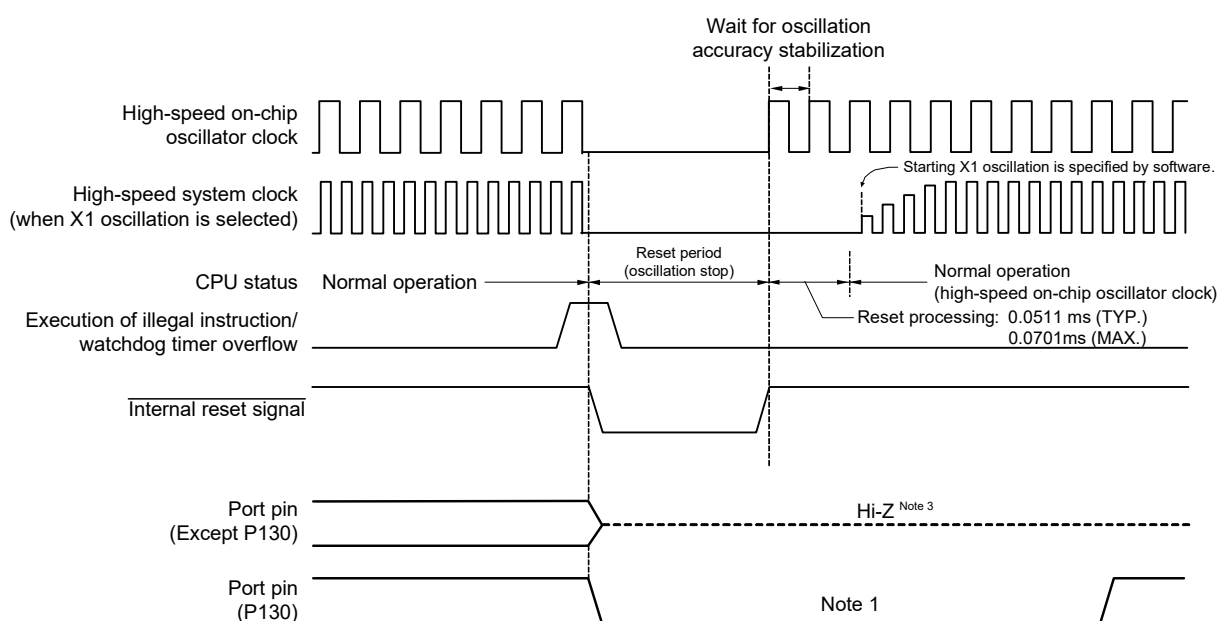 Wait for oscillation
accuracy stabilization
High-speed on-chip
oscillator clock
Starting X1 oscillation is specified by software.
High-speed system clock
(when X1 oscillation is selected)
Reset period
(oscillation stop)
CPU status
Normal operation
Normal operation
(high-speed on-chip oscillator clock)
Reset processing: 0.0511 ms (TYP.)
0.0701ms (MAX.)
Execution of illegal instruction/
watchdog timer overflow
Internal reset signal
Port pin
(Except P130)
Hi-Z Note 3
Port pin
(P130)
Note 1